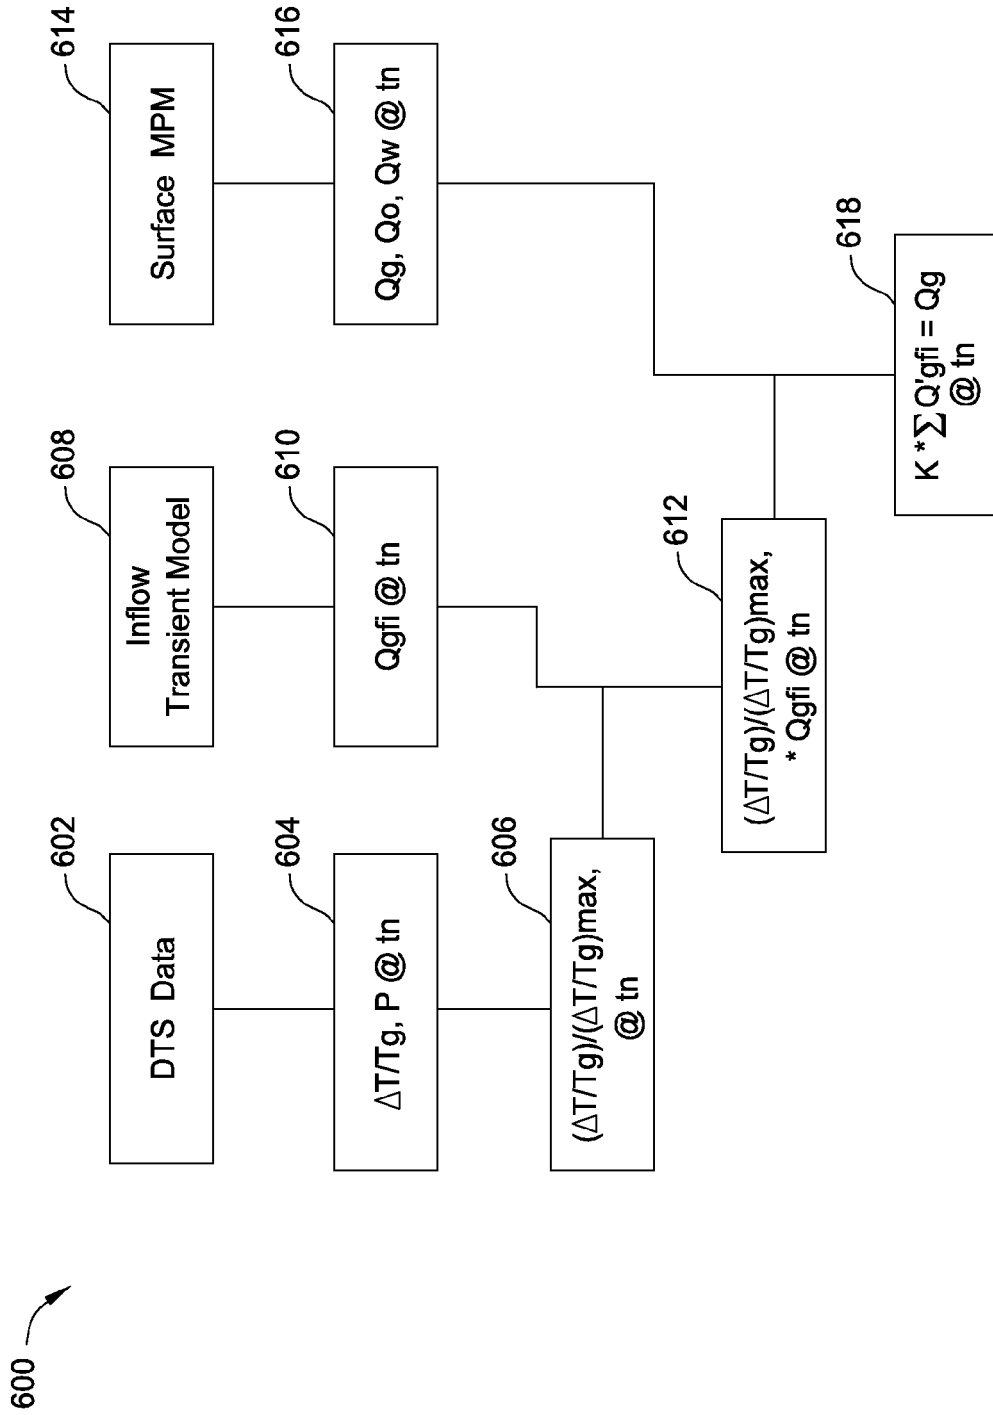 600
602
DTS Data
604
ΔT/Tg, P @ tn
606
(ΔT/Tg)/(ΔT/Tg)max,
@ tn
608
Inflow
Transient Model
610
Qgfi @ tn
612
(ΔT/Tg)/(ΔT/Tg)max,
* Qgfi @ tn
614
Surface MPM
616
Qg, Qo, Qw @ tn
618
K * Σ Q'gfi = Qg
@ tn